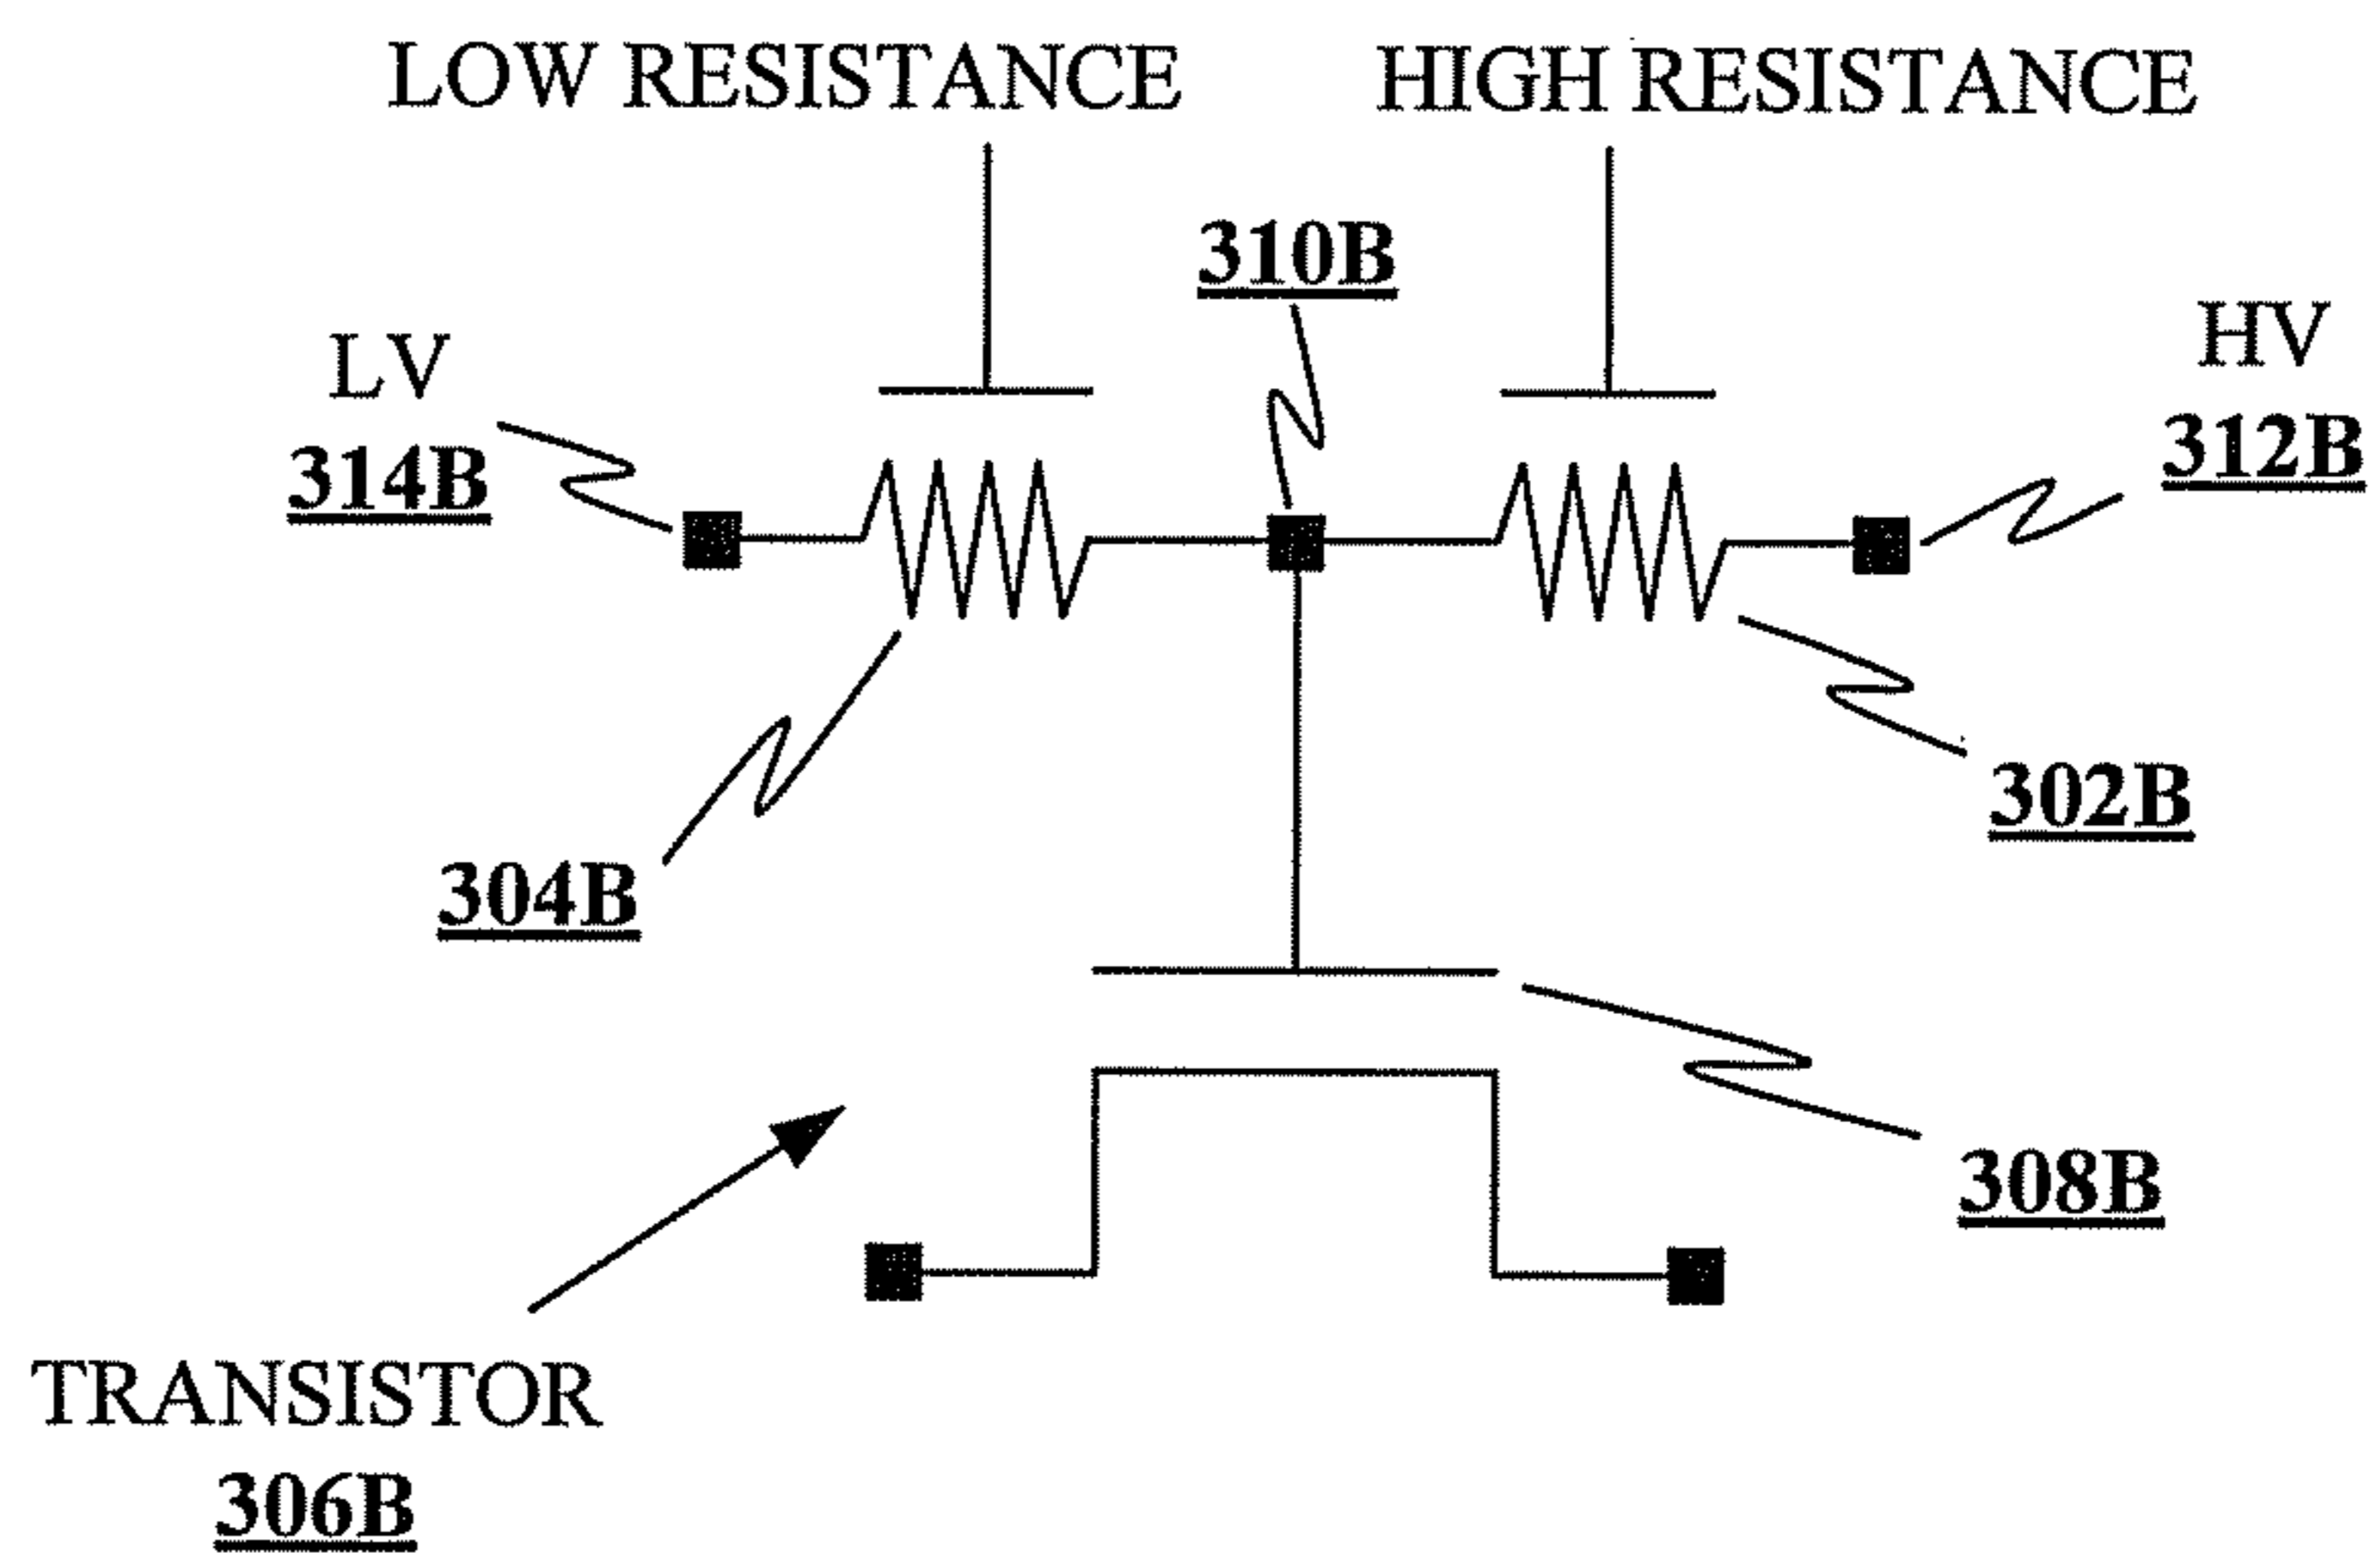 LOW RESISTANCE
HIGH RESISTANCE
310B
LV
314B
HV
312B
304B
302B
308B
TRANSISTOR
306B